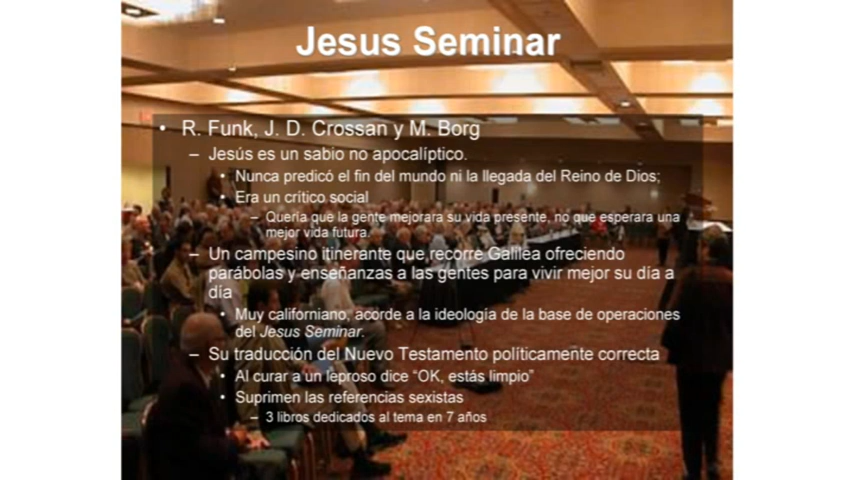 Jesus Seminar
• R. Funk, J. D. Crossan y M. Borg
– Jesús es un sabio no apocalíptico.
• Nunca predicó el fin del mundo ni la llegada del Reino de Dios;
• Era un crítico social
– Quería que la gente mejorara su vida presente, no que esperara una
mejor vida futura.
– Un campesino itinerante que recorre Galilea ofreciendo
parábolas y enseñanzas a las gentes para vivir mejor su día a
día
• Muy californiano, acorde a la ideología de la base de operaciones
del Jesus Seminar.
– Su traducción del Nuevo Testamento políticamente correcta
• Al curar a un leproso dice “OK, estás limpio”
• Suprimen las referencias sexistas
– 3 libros dedicados al tema en 7 años